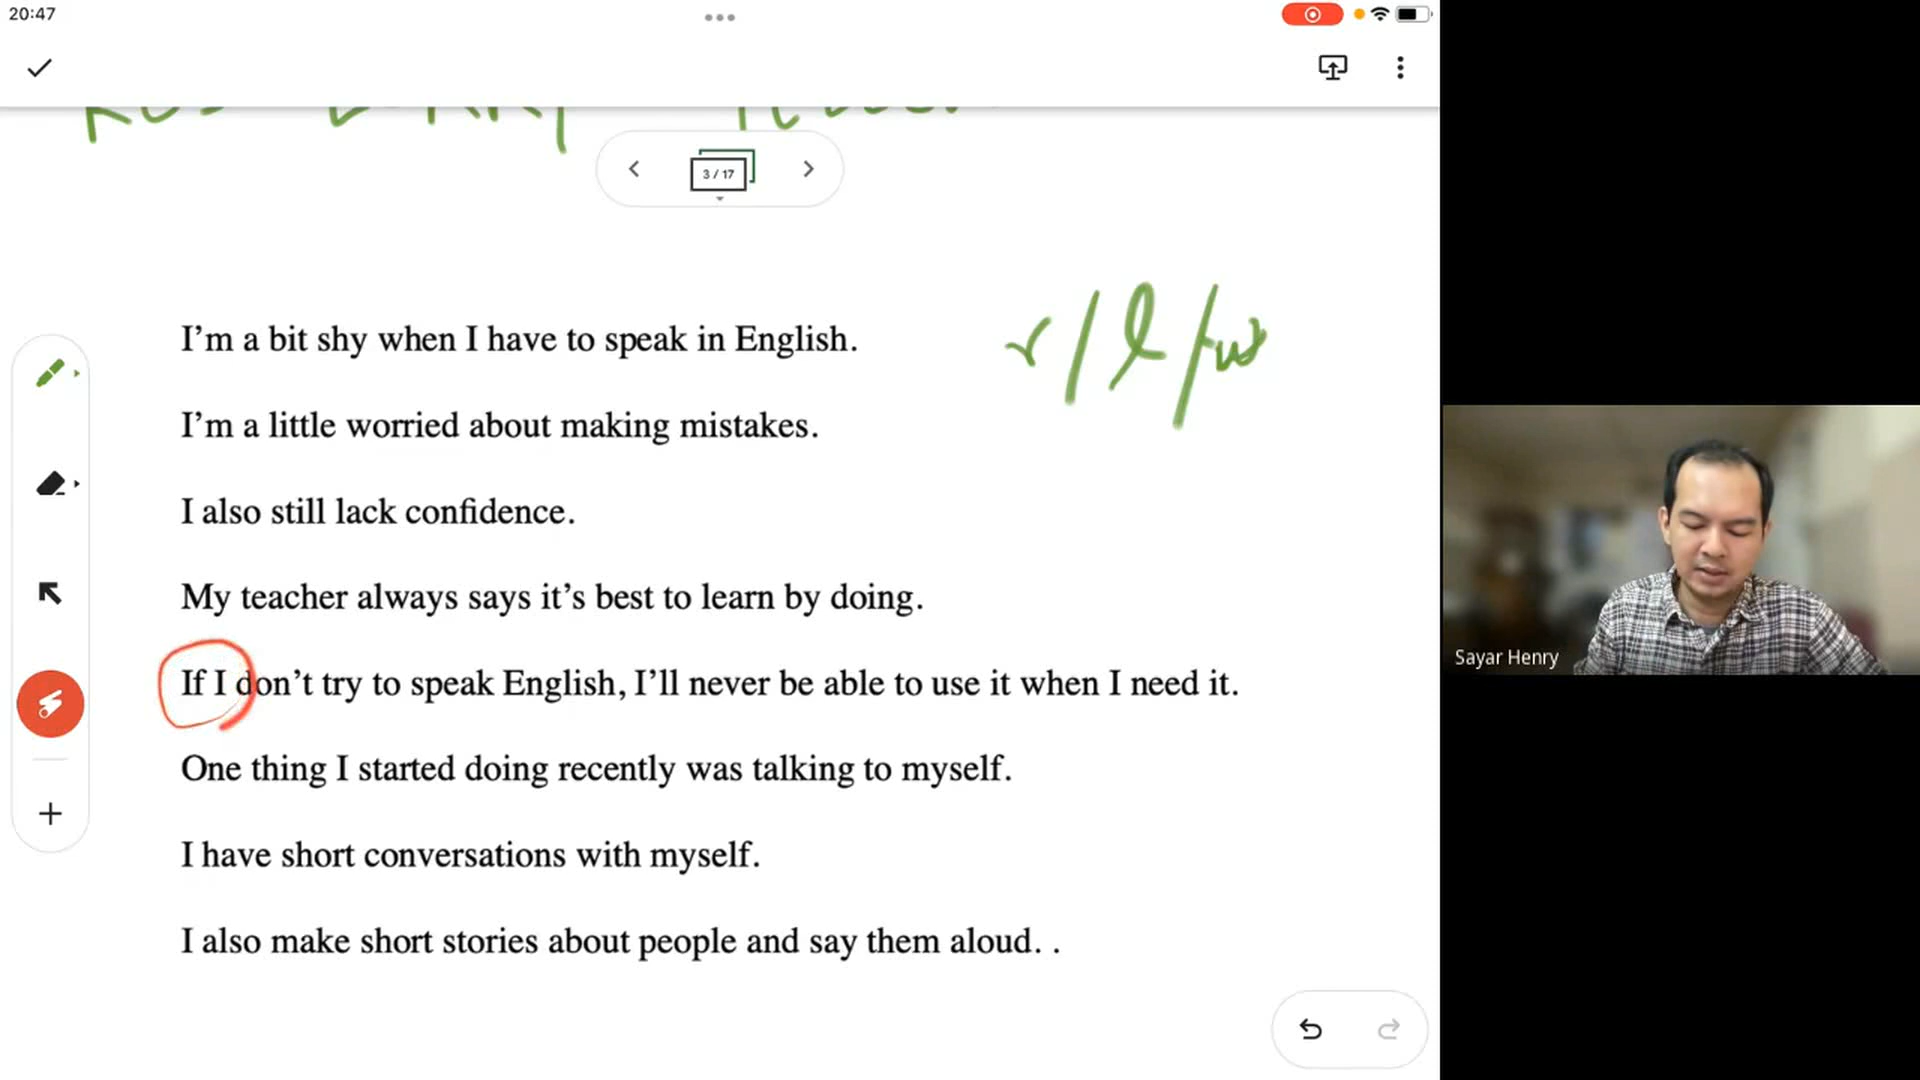 20:47
3 / 17
I’m a bit shy when I have to speak in English.
I’m a little worried about making mistakes.
I also still lack confidence.
My teacher always says it’s best to learn by doing.
If I don’t try to speak English, I’ll never be able to use it when I need it.
One thing I started doing recently was talking to myself.
I have short conversations with myself.
I also make short stories about people and say them aloud. .
Sayar Henry